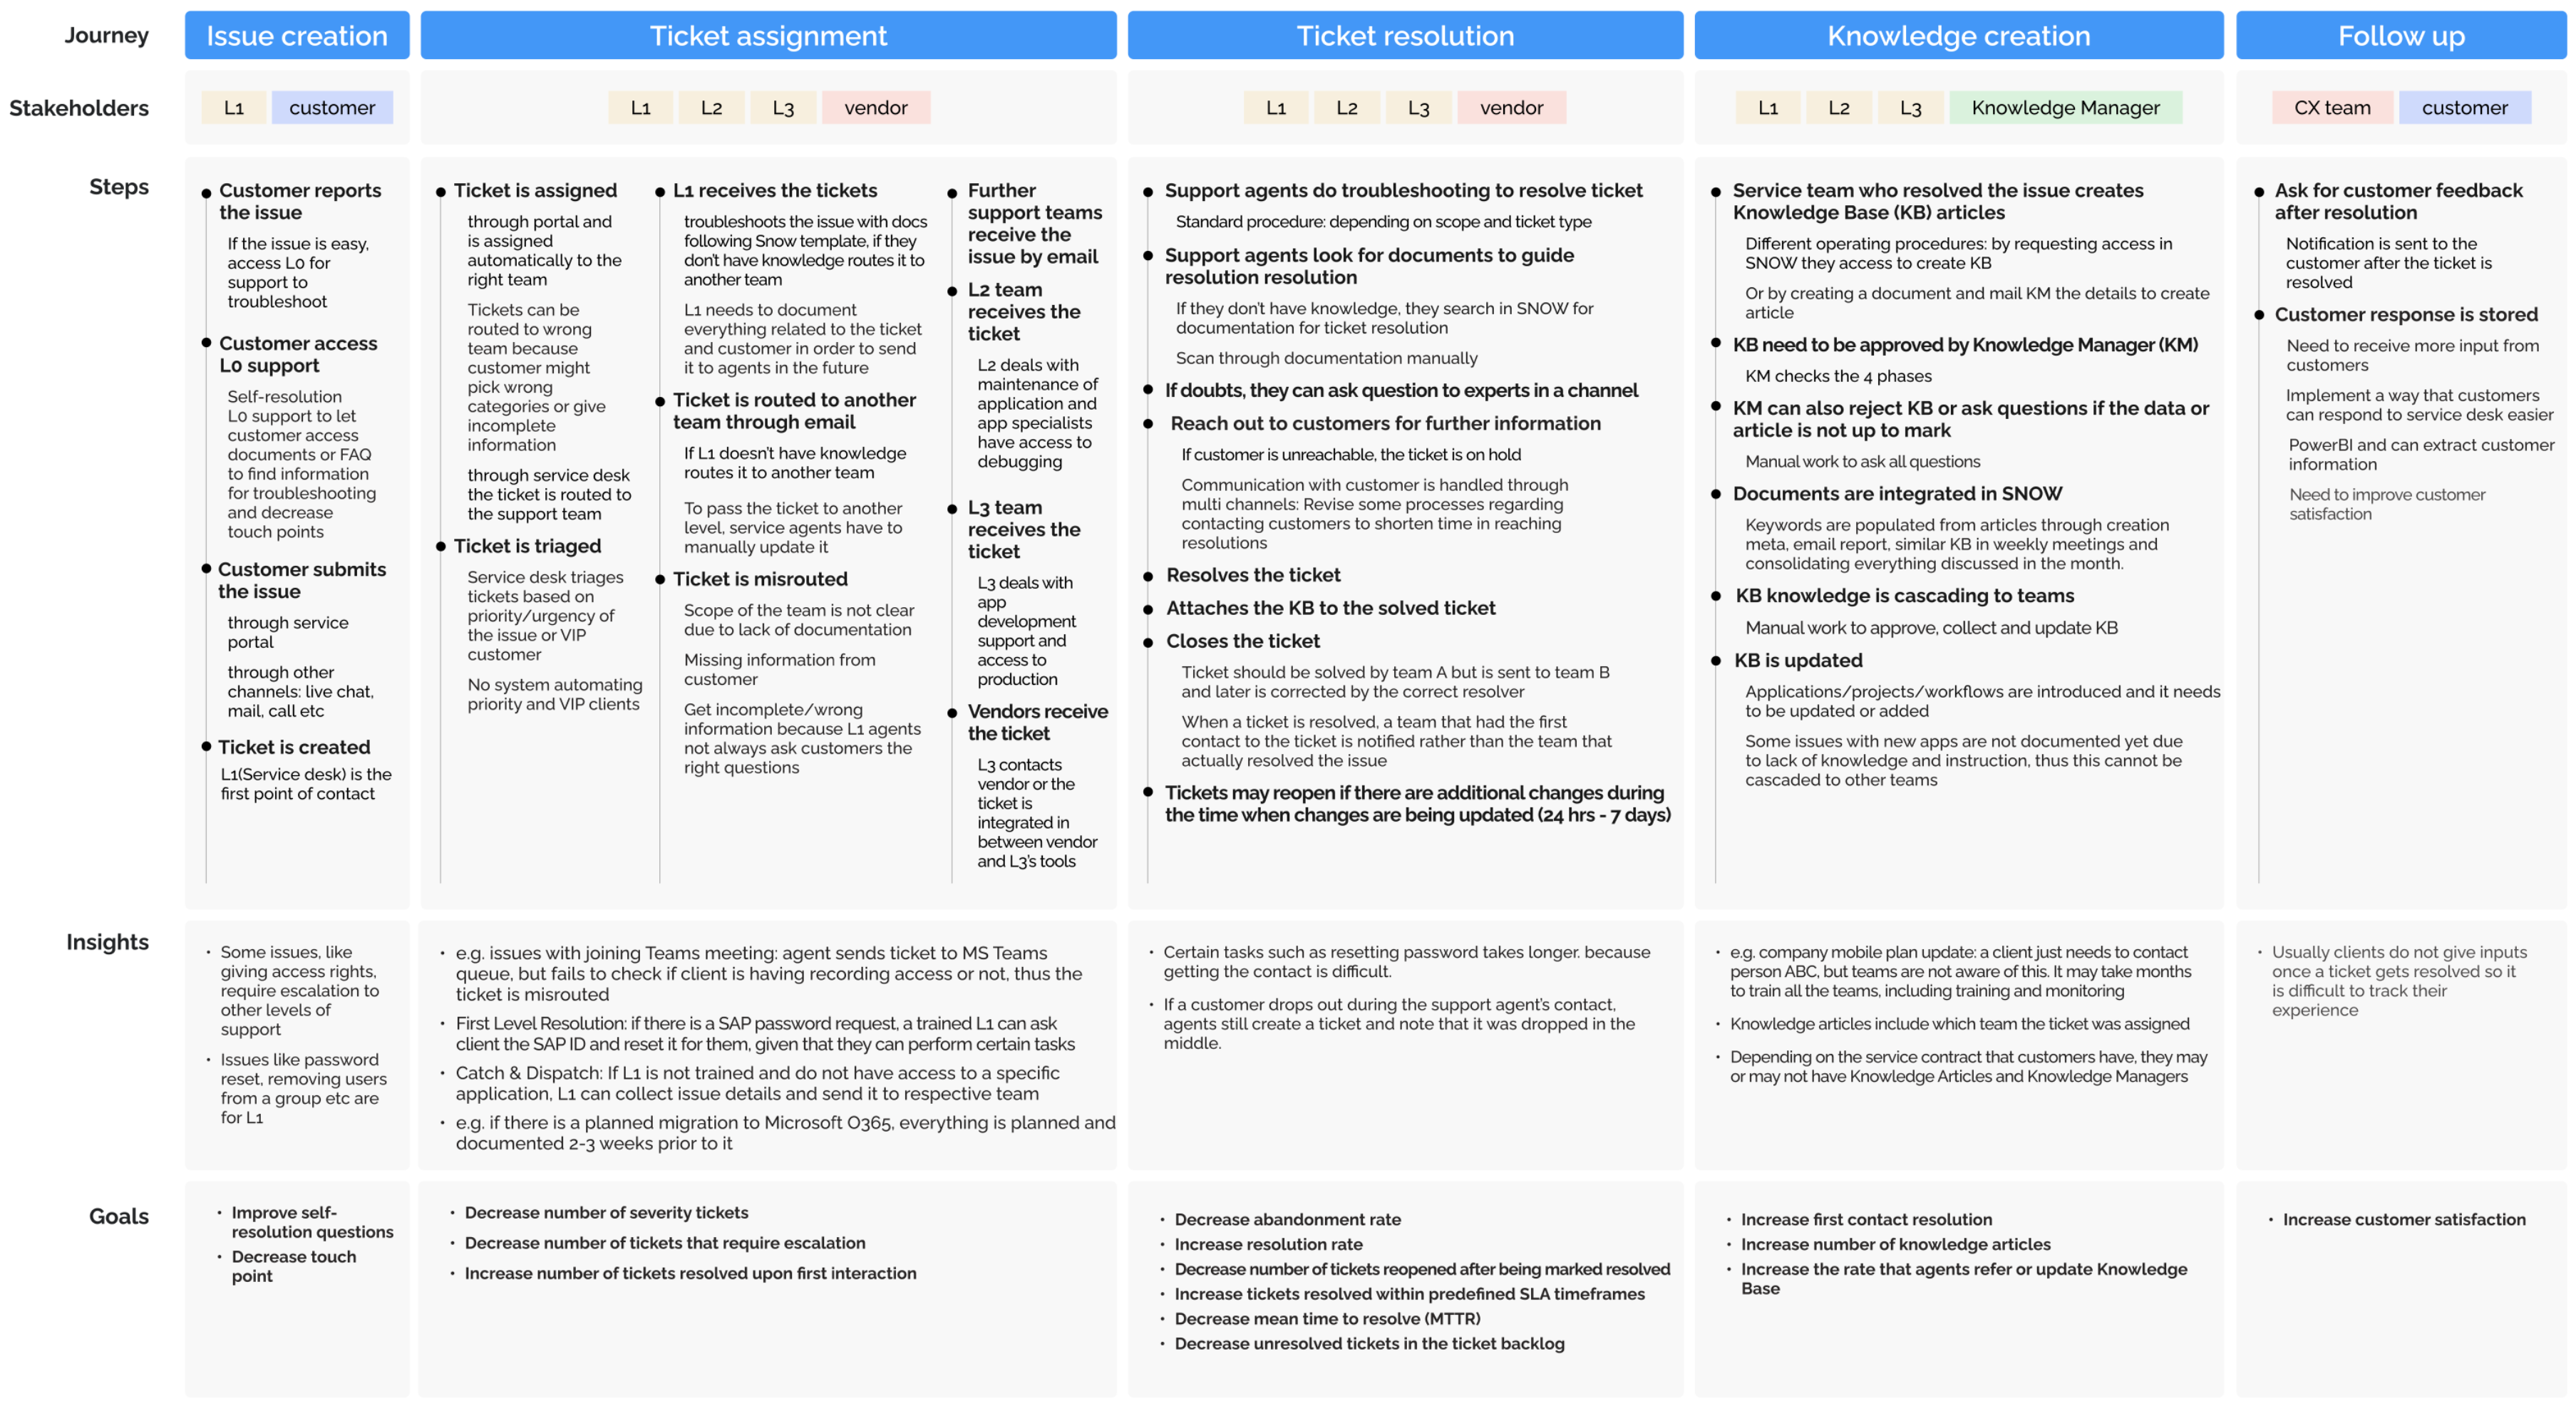 Journey
Issue creation
Ticket assignment
Ticket resolution
Knowledge creation
Follow up
Stakeholders
L1 customer
L1 L2 L3 vendor
L1 L2 L3 vendor
L1 L2 L3 Knowledge Manager
CX team customer
Steps
Customer reports
the issue
If the issue is easy,
access L0 for
support to
troubleshoot
Customer access
L0 support
Self-resolution
L0 support to let
customer access
documents or FAQ
to find information
for troubleshooting
and decrease
touch points
Customer submits
the issue
through service
portal
through other
channels: live chat,
mail, call etc
Ticket is created
L1(Service desk) is the
first point of contact
Ticket is assigned
through portal and
is assigned
automatically to the
right team
Tickets can be
routed to wrong
team because
customer might
pick wrong
categories or give
incomplete
information
through service desk
the ticket is routed to
the support team
Ticket is triaged
Service desk triages
tickets based on
priority/urgency of
the issue or VIP
customer
No system automating
priority and VIP clients
L1 receives the tickets
troubleshoots the issue with docs
following Snow template, if they
don't have knowledge routes it to
another team
L1 needs to document
everything related to the ticket
and customer in order to send
it to agents in the future
Ticket is routed to another
team through email
If L1 doesn't have knowledge
routes it to another team
To pass the ticket to another
level, service agents have to
manually update it
Ticket is misrouted
Scope of the team is not clear
due to lack of documentation
Missing information from
customer
Get incomplete/wrong
information because L1 agents
not always ask customers the
right questions
Further
support teams
receive the
issue by email
L2 team
receives the
ticket
L2 deals with
maintenance of
application and
app specialists
have access to
debugging
L3 team
receives the
ticket
L3 deals with
app
development
support and
access to
production
Vendors receive
the ticket
L3 contacts
vendor or the
ticket is
integrated in
between vendor
and L3's tools
Support agents do troubleshooting to resolve ticket
Standard procedure: depending on scope and ticket type
Support agents look for documents to guide
resolution resolution
If they don't have knowledge, they search in SNOW for
documentation for ticket resolution
Scan through documentation manually
If doubts, they can ask question to experts in a channel
Reach out to customers for further information
If customer is unreachable, the ticket is on hold
Communication with customer is handled through
multi channels: Revise some processes regarding
contacting customers to shorten time in reaching
resolutions
Resolves the ticket
Attaches the KB to the solved ticket
Closes the ticket
Ticket should be solved by team A but is sent to team B
and later is corrected by the correct resolver
When a ticket is resolved, a team that had the first
contact to the ticket is notified rather than the team that
actually resolved the issue
Tickets may reopen if there are additional changes during
the time when changes are being updated (24 hrs - 7 days)
Service team who resolved the issue creates
Knowledge Base (KB) articles
Different operating procedures: by requesting access in
SNOW they access to create KB
Or by creating a document and mail KM the details to create
article
KB need to be approved by Knowledge Manager (KM)
KM checks the 4 phases
KM can also reject KB or ask questions if the data or
article is not up to mark
Manual work to ask all questions
Documents are integrated in SNOW
Keywords are populated from articles through creation
meta, email report, similar KB in weekly meetings and
consolidating everything discussed in the month.
KB knowledge is cascading to teams
Manual work to approve, collect and update KB
KB is updated
Applications/projects/workflows are introduced and it needs
to be updated or added
Some issues with new apps are not documented yet due
to lack of knowledge and instruction, thus this cannot be
cascaded to other teams
Ask for customer feedback
after resolution
Notification is sent to the
customer after the ticket is
resolved
Customer response is stored
Need to receive more input from
customers
Implement a way that customers
can respond to service desk easier
PowerBI and can extract customer
information
Need to improve customer
satisfaction
Insights
• Some issues, like
giving access rights,
require escalation to
other levels of
support
• Issues like password
reset, removing users
from a group etc are
for L1
• e.g. issues with joining Teams meeting: agent sends ticket to MS Teams
queue, but fails to check if client is having recording access or not, thus the
ticket is misrouted
• First Level Resolution: if there is a SAP password request, a trained L1 can ask
client the SAP ID and reset it for them, given that they can perform certain tasks
• Catch & Dispatch: If L1 is not trained and do not have access to a specific
application, L1 can collect issue details and send it to respective team
• e.g. if there is a planned migration to Microsoft O365, everything is planned and
documented 2-3 weeks prior to it
• Certain tasks such as resetting password takes longer. because
getting the contact is difficult.
• If a customer drops out during the support agent's contact,
agents still create a ticket and note that it was dropped in the
middle.
• e.g. company mobile plan update: a client just needs to contact
person ABC, but teams are not aware of this. It may take months
to train all the teams, including training and monitoring
• Knowledge articles include which team the ticket was assigned
• Depending on the service contract that customers have, they may
or may not have Knowledge Articles and Knowledge Managers
• Usually clients do not give inputs
once a ticket gets resolved so it
is difficult to track their
experience
Goals
• Improve self-
resolution questions
• Decrease touch
point
• Decrease number of severity tickets
• Decrease number of tickets that require escalation
• Increase number of tickets resolved upon first interaction
• Decrease abandonment rate
• Increase resolution rate
• Decrease number of tickets reopened after being marked resolved
• Increase tickets resolved within predefined SLA timeframes
• Decrease mean time to resolve (MTTR)
• Decrease unresolved tickets in the ticket backlog
• Increase first contact resolution
• Increase number of knowledge articles
• Increase the rate that agents refer or update Knowledge
Base
• Increase customer satisfaction